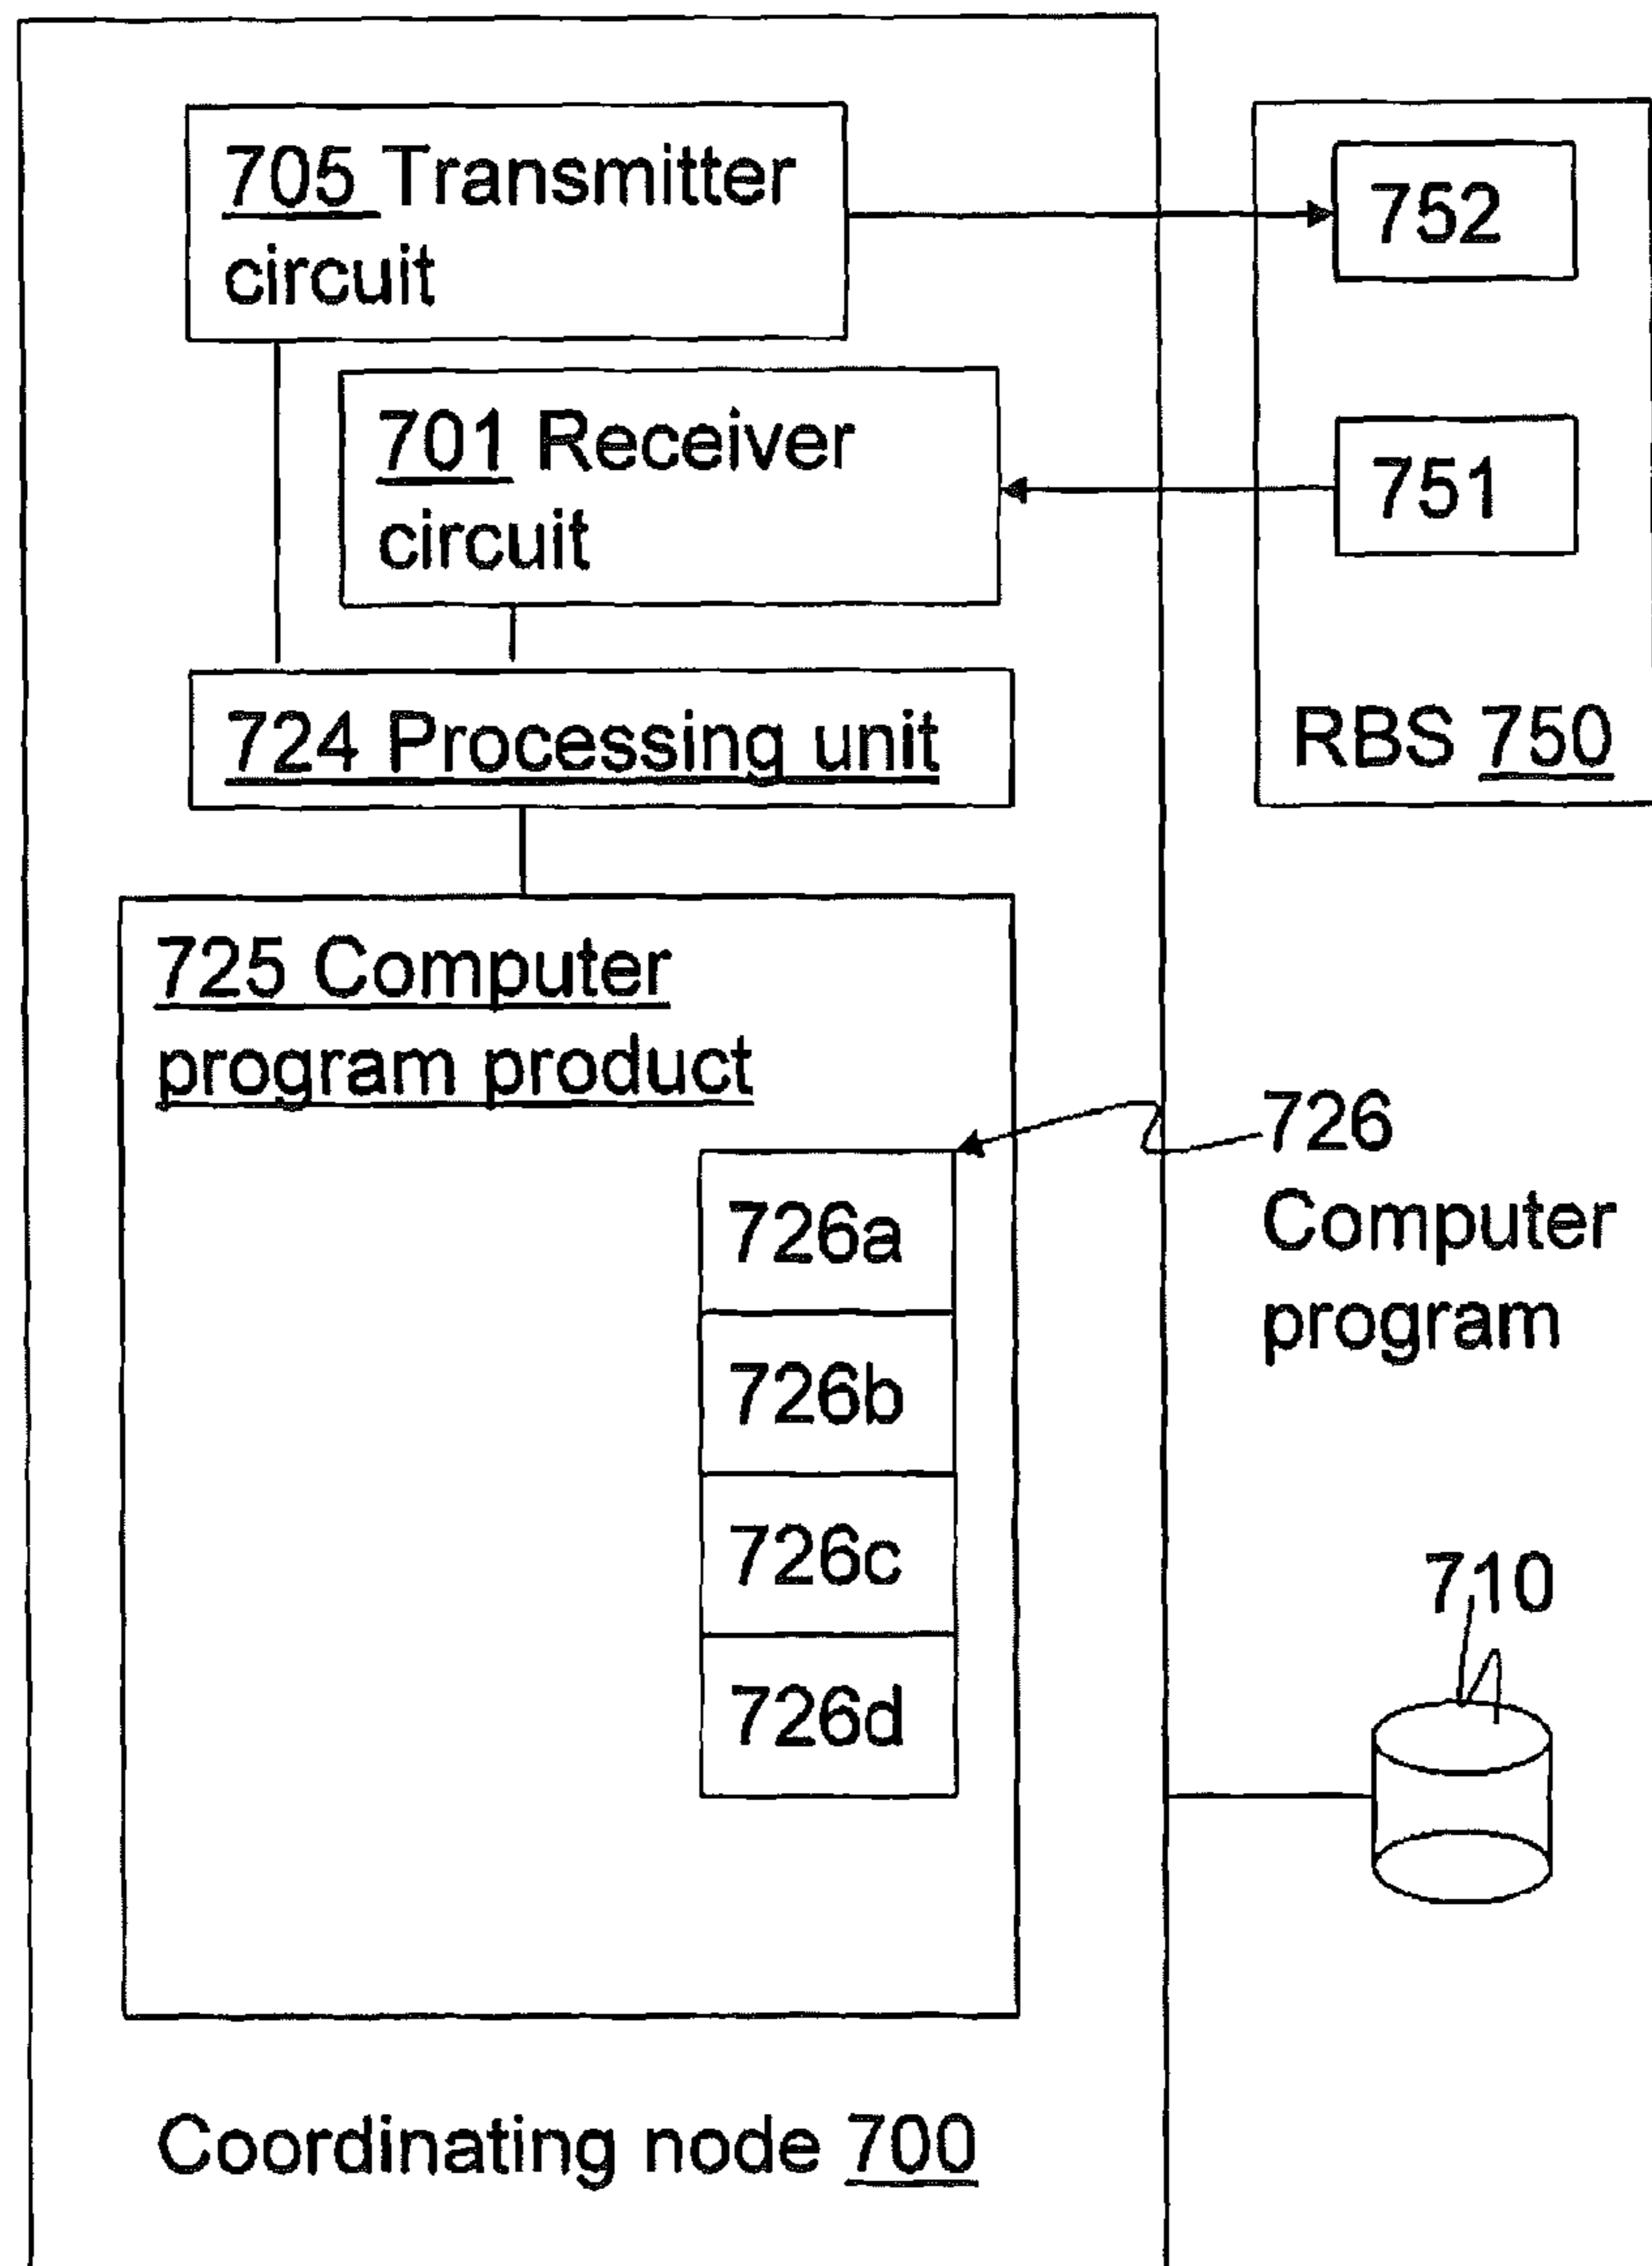 705 Transmitter
circuit
752
701 Receiver
circuit
751
724 Processing unit
RBS 750
725 Computer
program product
726
Computer
program
726a
726b
726c
726d
710
Coordinating node 700